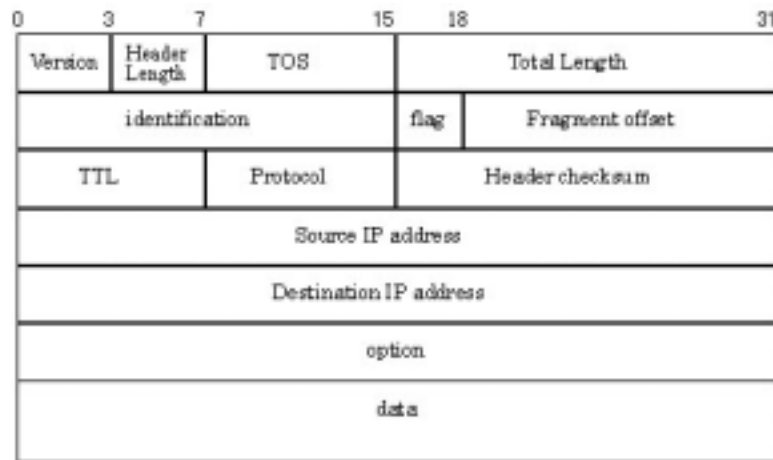 0 3 7 15 18 31
Version Header Length TOS Total Length
identification flag Fragment offset
TTL Protocol Header checksum
Source IP address
Destination IP address
option
data